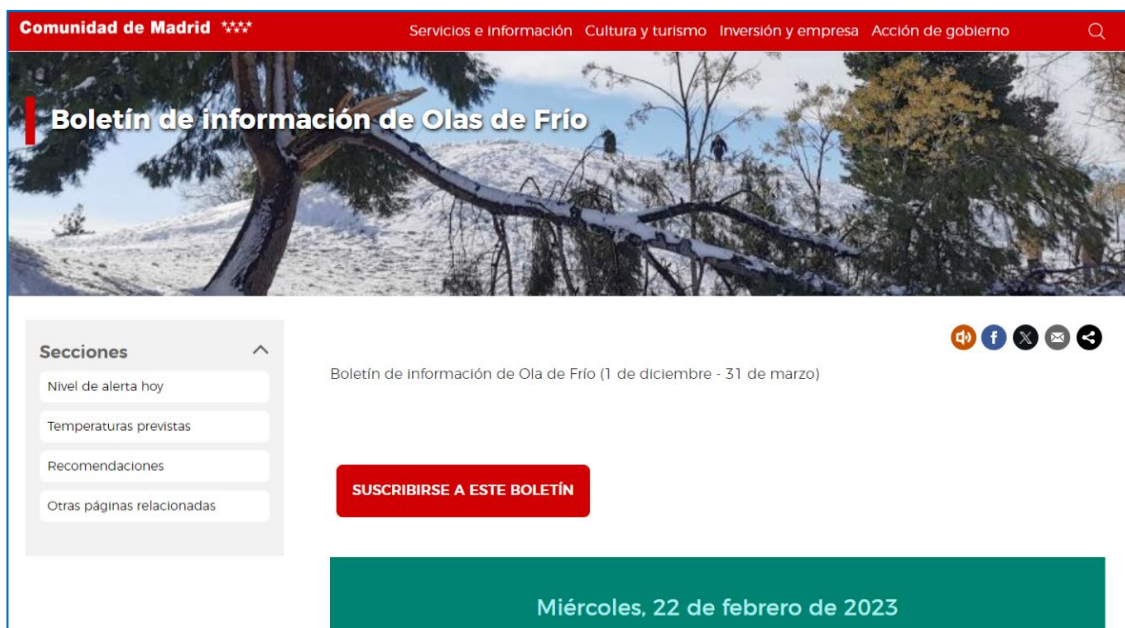 Comunidad de Madrid
Servicios e información Cultura y turismo Inversión y empresa Acción de gobierno
Boletín de información de Olas de Frío
Secciones
Nivel de alerta hoy
Temperaturas previstas
Recomendaciones
Otras páginas relacionadas
Boletín de información de Ola de Frío (1 de diciembre - 31 de marzo)
SUSCRIBIRSE A ESTE BOLETÍN
Miércoles, 22 de febrero de 2023